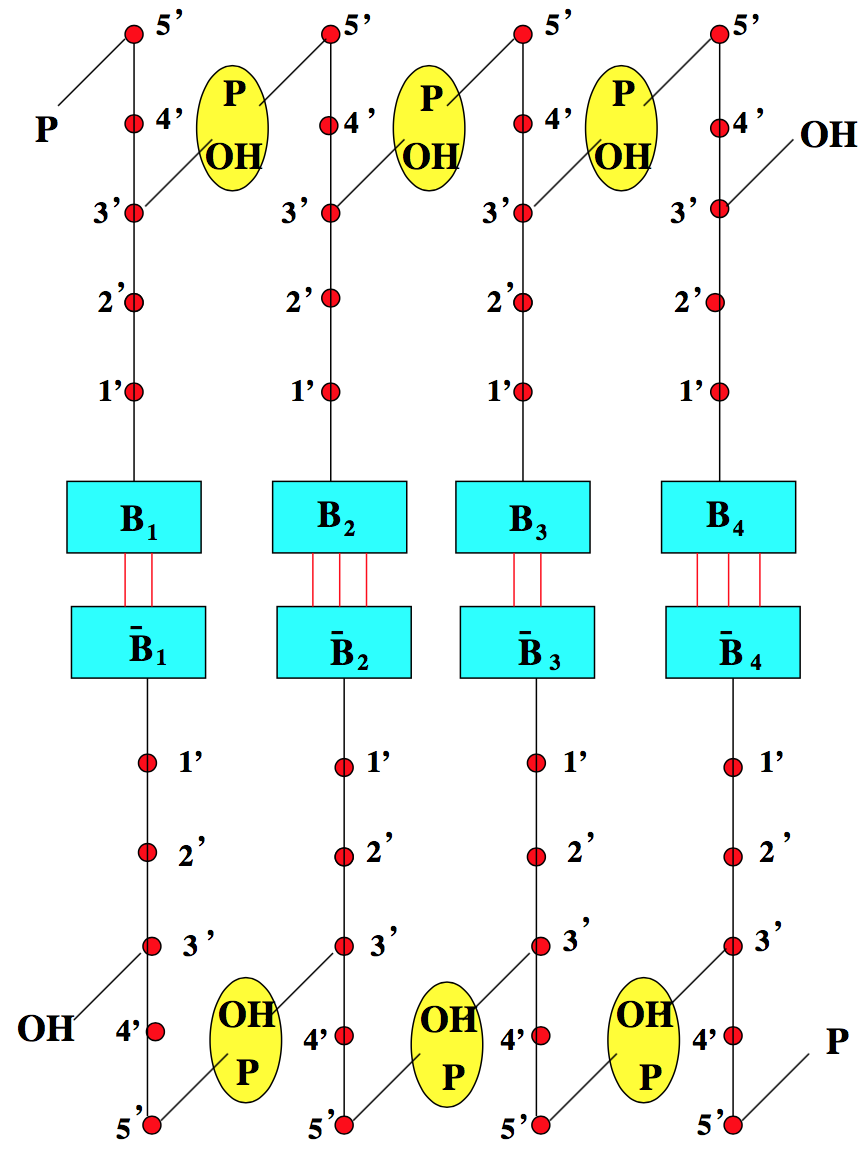 5’ 5’ 5’ 5’
P P P
P 4’ 4’ 4’ 4’ OH
OH OH OH
3’ 3’ 3’ 3’
2’ 2’ 2’ 2’
1’ 1’ 1’ 1’
B₁ B₂ B₃ B₄
B̄₁ B̄₂ B̄₃ B̄₄
1’ 1’ 1’ 1’
2’ 2’ 2’ 2’
3’ 3’ 3’ 3’
OH OH OH
OH 4’ 4’ 4’ 4’ P
P P P
5’ 5’ 5’ 5’